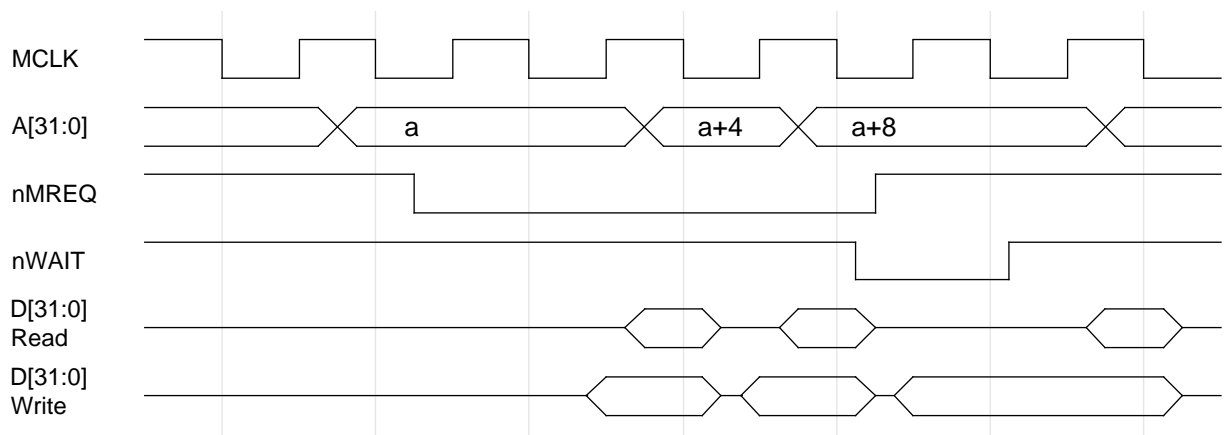 MCLK
A[31:0]
a
a+4
a+8
nMREQ
nWAIT
D[31:0]
Read
D[31:0]
Write